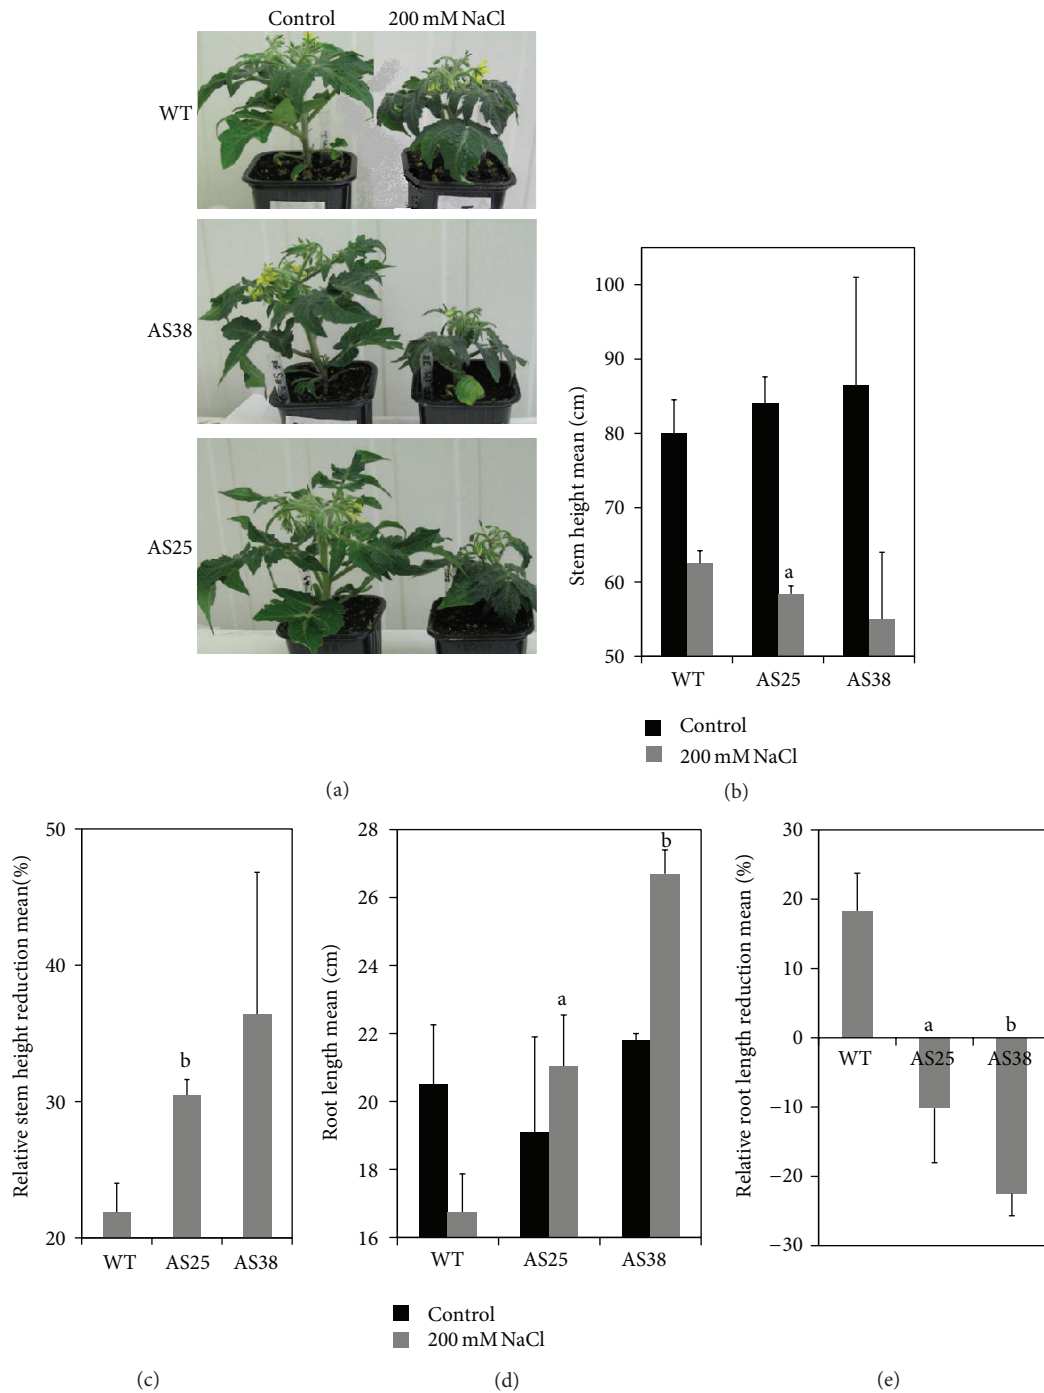 Control 200 mM NaCl
WT
AS38
AS25
(a)
Stem height mean (cm)
100
90
80
70
60
50
a
WT AS25 AS38
Control
200 mM NaCl
(b)
Relative stem height reduction mean(%)
50
40
30
20
b
WT AS25 AS38
(c)
Root length mean (cm)
28
26
24
22
20
18
16
a
b
WT AS25 AS38
Control
200 mM NaCl
(d)
Relative root length reduction mean (%)
30
20
10
0
−10
−20
−30
a
b
WT AS25 AS38
(e)